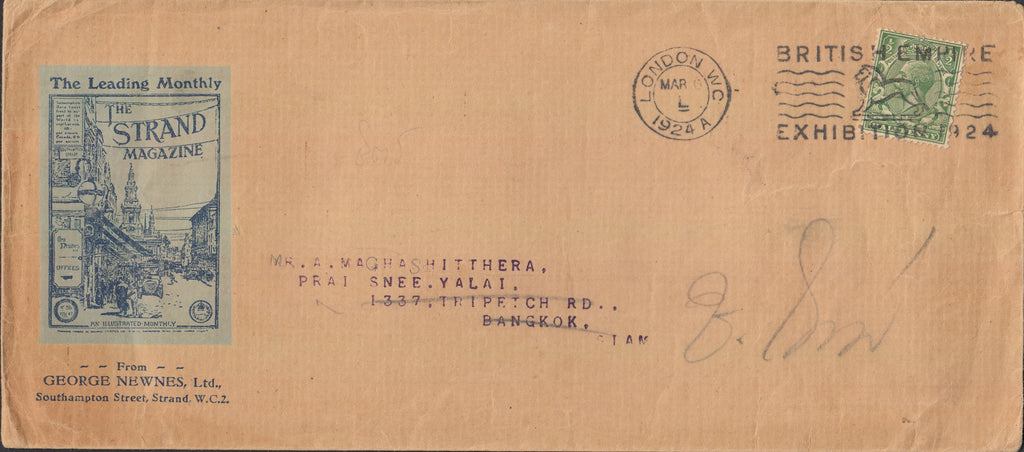 The Leading Monthly
THE
STRAND
MAGAZINE
OFFICES
AN ILLUSTRATED MONTHLY
- - From - -
GEORGE NEWNES, Ltd.,
Southampton Street, Strand, W.C.2.
LONDON. W.C
MAR
L
1924 A
BRITISH EMPIRE
EXHIBITION 1924
MR.A.MAGHASHITTHERA,
PRAI SNEE.YALAI.
1337,TRIPETCH RD.,
BANGKOK,
SIAM